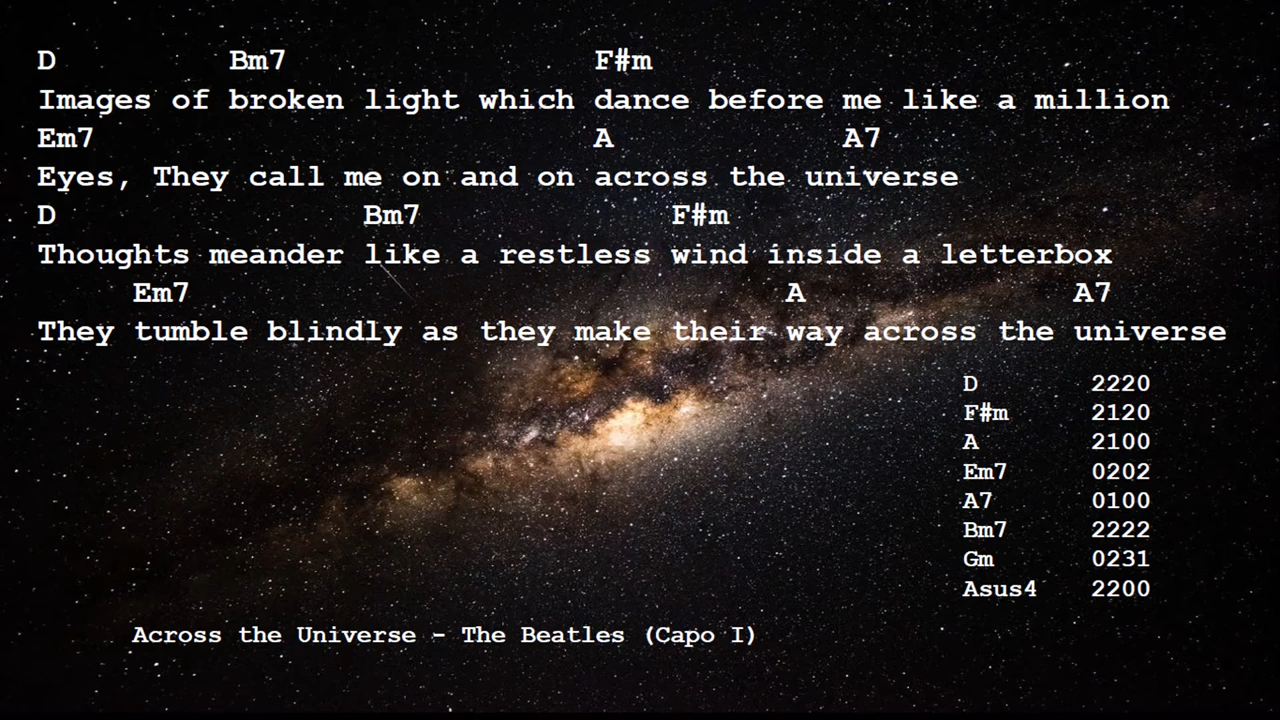 D Bm7 F#m
Images of broken light which dance before me like a million
Em7 A A7
Eyes, They call me on and on across the universe
D Bm7 F#m
Thoughts meander like a restless wind inside a letterbox
Em7 A A7
They tumble blindly as they make their way across the universe
D 2220
F#m 2120
A 2100
Em7 0202
A7 0100
Bm7 2222
Gm 0231
Asus4 2200
Across the Universe - The Beatles (Capo I)